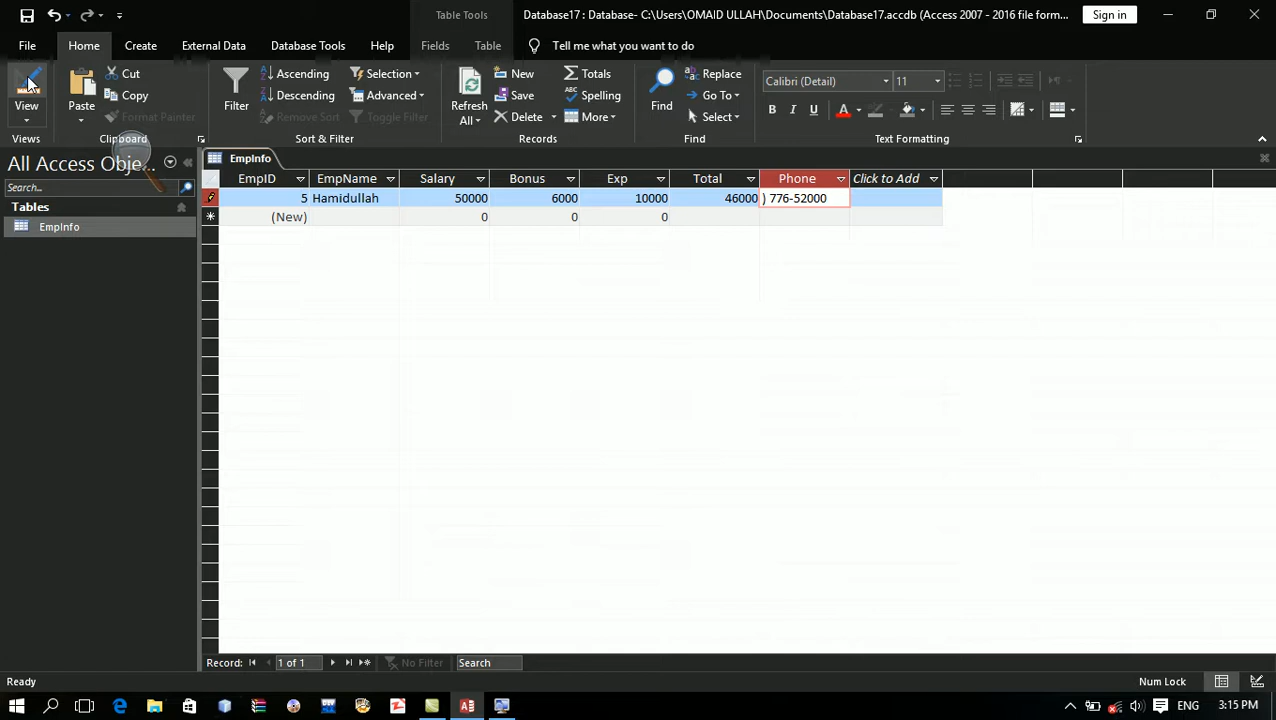 Table Tools
Database17 : Database- C:\Users\OMAID ULLAH\Documents\Database17.accdb (Access 2007 - 2016 file form...
Sign in
File Home Create External Data Database Tools Help Fields Table Tell me what you want to do
View
Paste
Cut
Copy
Format Painter
Filter
Ascending
Descending
Remove Sort
Selection
Advanced
Toggle Filter
Refresh
All
New
Save
Delete
Totals
Spelling
More
Find
Replace
Go To
Select
Calibri (Detail) 11
B I U A
Views Clipboard Sort & Filter Records Find Text Formatting
All Access Obje...
Search...
Tables
EmpInfo
EmpInfo
EmpID EmpName Salary Bonus Exp Total Phone Click to Add
5 Hamidullah 50000 6000 10000 46000 ) 776-52000
(New) 0 0 0
Record: 1 of 1 No Filter Search
Ready Num Lock
ENG 3:15 PM